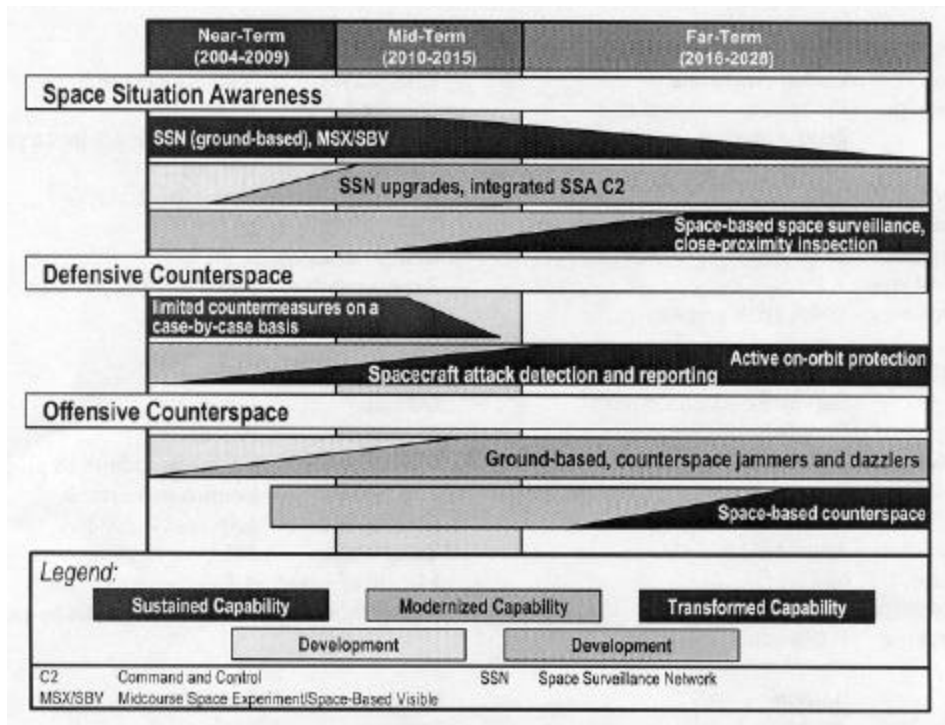 Near-Term
(2004-2009)
Mid-Term
(2010-2015)
Far-Term
(2016-2028)
Space Situation Awareness
SSN (ground-based), MSX/SBV
SSN upgrades, integrated SSA C2
Space-based space surveillance,
close-proximity inspection
Defensive Counterspace
limited countermeasures on a
case-by-case basis
Active on-orbit protection
Spacecraft attack detection and reporting
Offensive Counterspace
Ground-based, counterspace jammers and dazzlers
Space-based counterspace
Legend:
Sustained Capability
Modernized Capability
Transformed Capability
Development
Development
C2 Command and Control SSN Space Surveillance Network
MSX/SBV Midcourse Space Experiment/Space-Based Visible